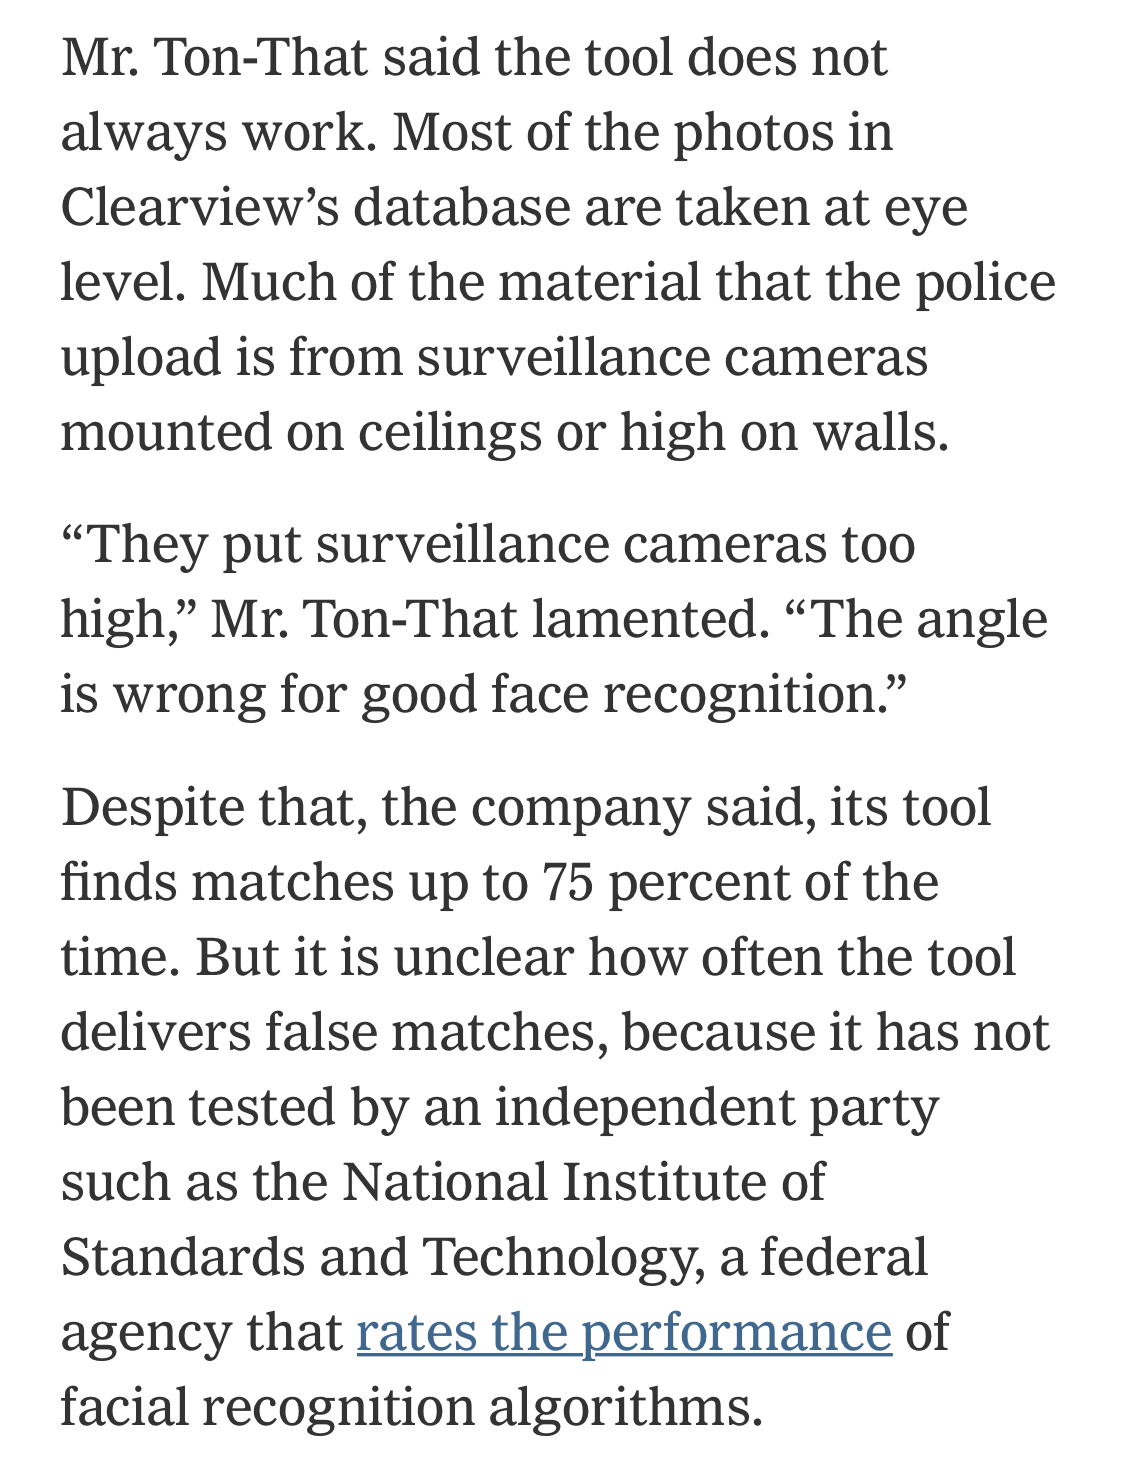 Mr. Ton-That said the tool does not
always work. Most of the photos in
Clearview’s database are taken at eye
level. Much of the material that the police
upload is from surveillance cameras
mounted on ceilings or high on walls.
“They put surveillance cameras too
high,” Mr. Ton-That lamented. “The angle
is wrong for good face recognition.”
Despite that, the company said, its tool
finds matches up to 75 percent of the
time. But it is unclear how often the tool
delivers false matches, because it has not
been tested by an independent party
such as the National Institute of
Standards and Technology, a federal
agency that rates the performance of
facial recognition algorithms.